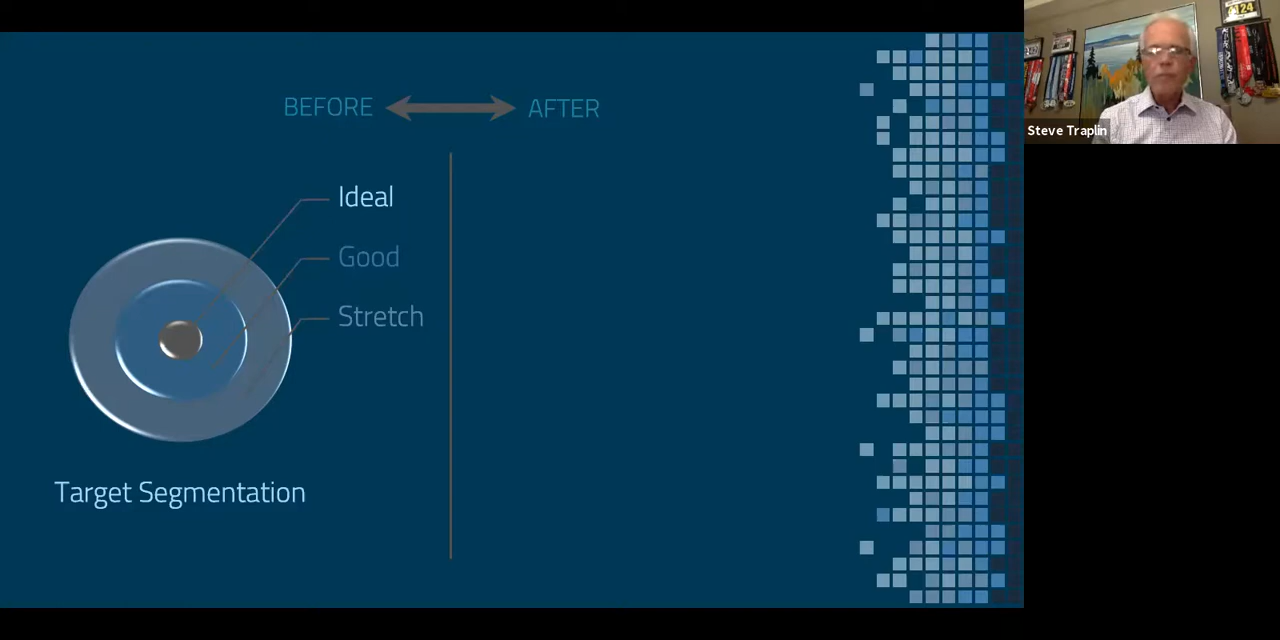 BEFORE AFTER
Ideal
Good
Stretch
Target Segmentation
Steve Traplin